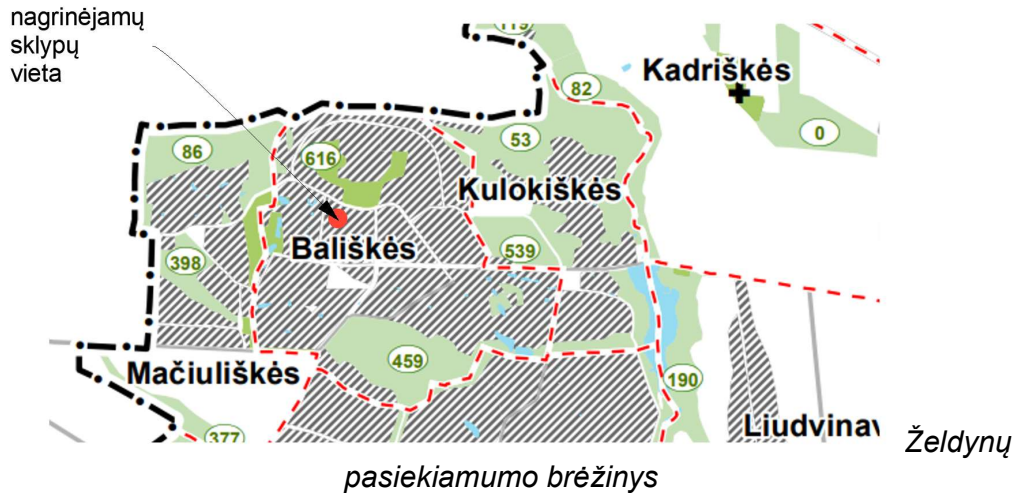 nagrinėjamų
sklypų
vieta
119
82
Kadriškės
0
86
616
53
Kulokiškės
Bališkės
539
398
459
Mačiuliškės
190
377
Liudvinav
Želdynų
pasiekiamumo brėžinys